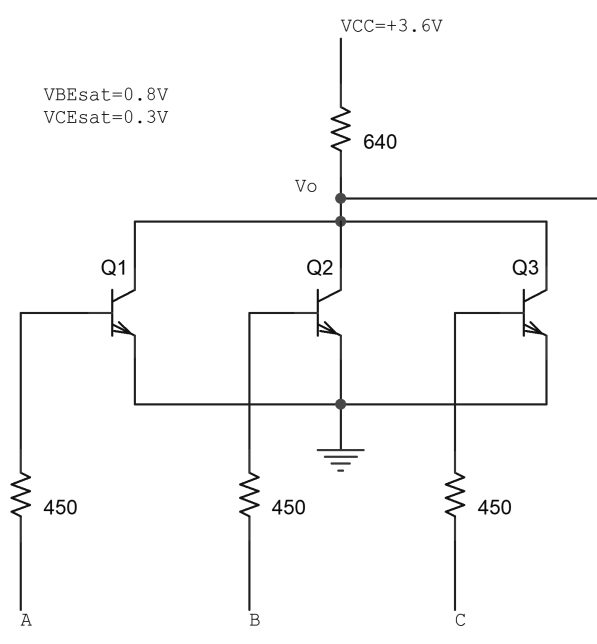 VCC=+3.6V
VBEsat=0.8V
VCEsat=0.3V
640
Vo
Q1
Q2
Q3
450
450
450
A
B
C